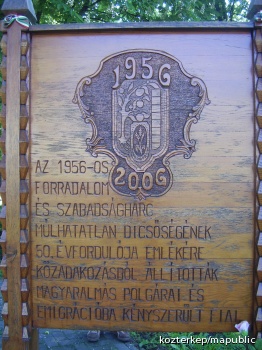 1956
2006
AZ 1956-OS
FORRADALOM
ÉS SZABADSÁGHARC
MÚLHATATLAN DICSŐSÉGÉNEK
50. ÉVFORDULÓJA EMLÉKÉRE
KÖZADAKOZÁSBÓL ÁLLÍTOTTÁK
MAGYARALMÁS POLGÁRAI ÉS
EMIGRÁCIÓBA KÉNYSZERÜLT FIAI
kozterkep/mapublic